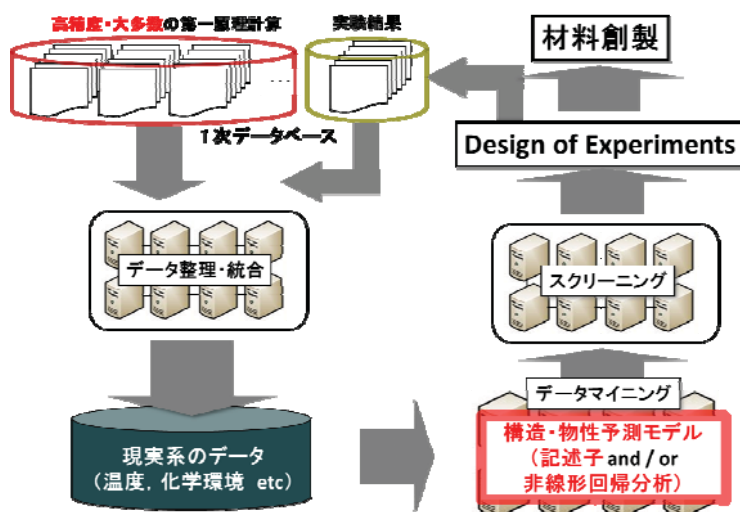 高精度・大多数の第一原理計算
実験結果
材料創製
・・・
1次データベース
Design of Experiments
データ整理・統合
スクリーニング
データマイニング
現実系のデータ
(温度, 化学環境 etc)
構造・物性予測モデル
(記述子 and / or
非線形回帰分析)